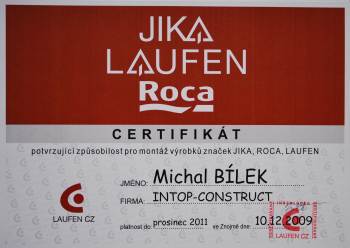 JIKA
LAUFEN
Roca
CERTIFIKÁT
potvrzující způsobilost pro montáž výrobků značek JIKA, ROCA, LAUFEN
JMÉNO: Michal BÍLEK
FIRMA: INTOP-CONSTRUCT
LAUFEN CZ
platnost do: prosinec 2011 ve Znojmě dne: 10.12.2009
LAUFEN CZ